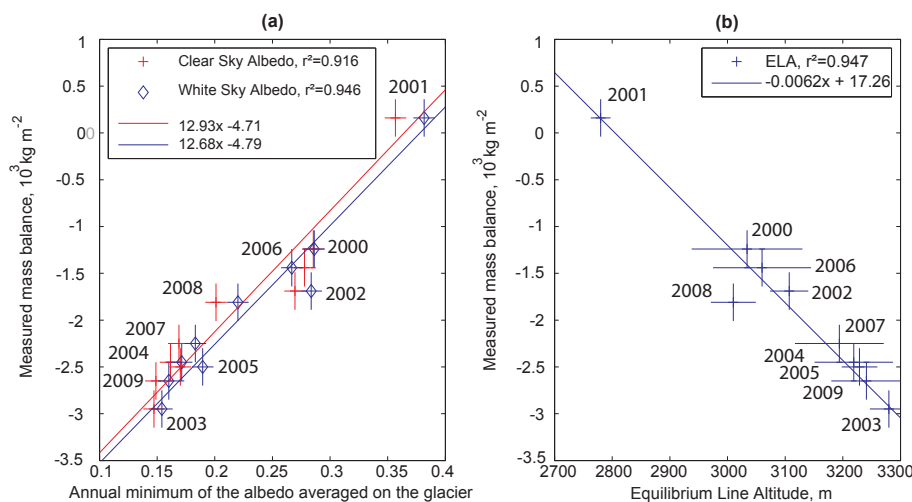 (a)
Clear Sky Albedo, r²=0.916
White Sky Albedo, r²=0.946
12.93x -4.71
12.68x -4.79
2001
2000
2006
2002
2008
2007
2004
2005
2009
2003
1
0.5
00
-0.5
-1
-1.5
-2
-2.5
-3
-3.5
Measured mass balance, 10³kg m⁻²
0.1 0.15 0.2 0.25 0.3 0.35 0.4
Annual minimum of the albedo averaged on the glacier
(b)
ELA, r²=0.947
-0.0062x + 17.26
2001
2000
2006
2008
2002
2007
2004
2005
2009
2003
1
0.5
0
-0.5
-1
-1.5
-2
-2.5
-3
-3.5
Measured mass balance, 10³kg m⁻²
2700 2800 2900 3000 3100 3200 3300
Equilibrium Line Altitude, m